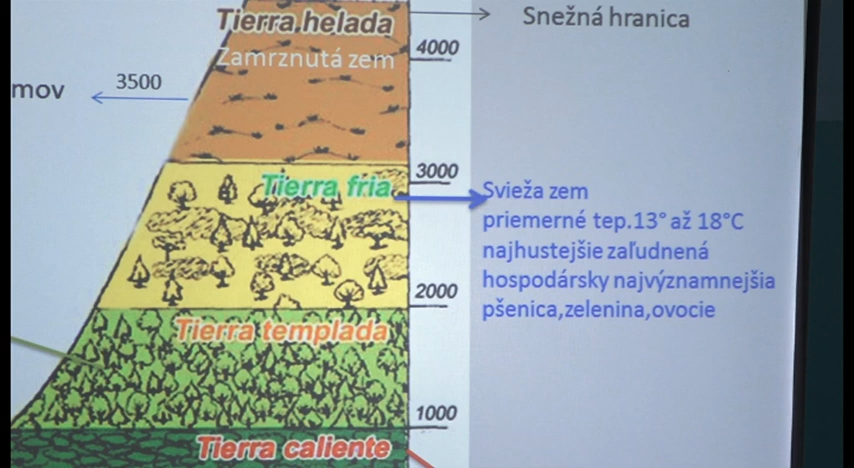 Tierra helada
Snežná hranica
4000
Zamrznutá zem
mov
3500
3000
Tierra fria
Svieža zem
priemerné tep.13° až 18°C
najhustejšie zaľudnená
hospodársky najvýznamnejšia
pšenica,zelenina,ovocie
2000
Tierra templada
1000
Tierra caliente